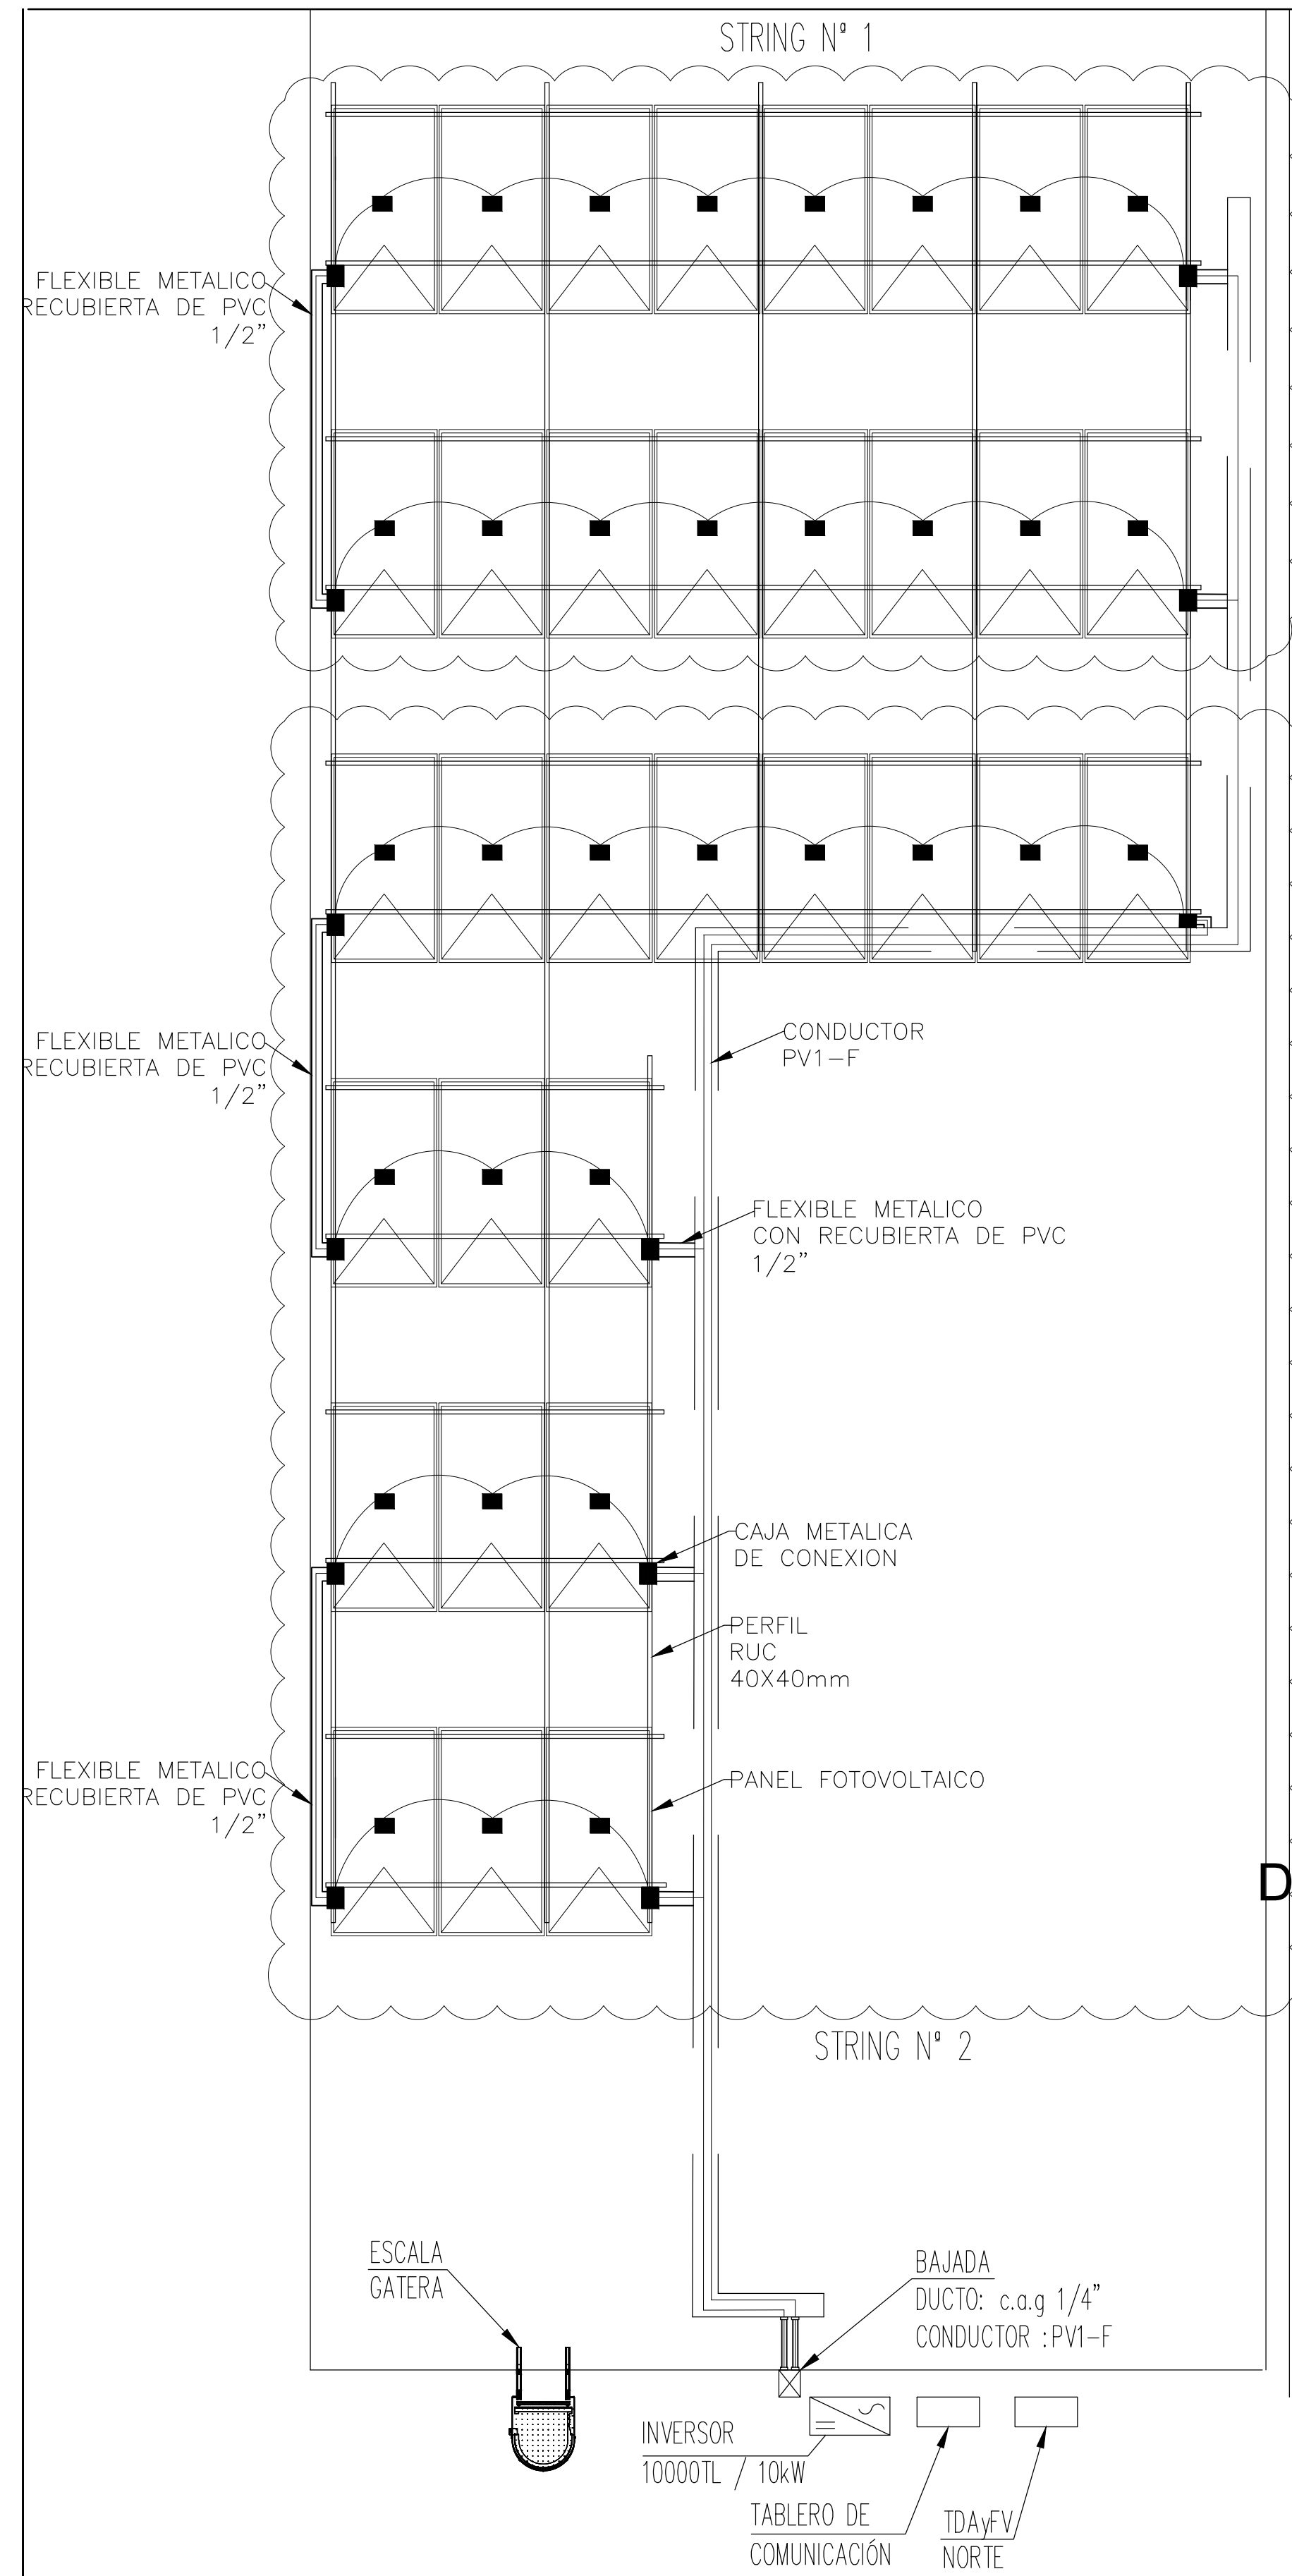 STRING Nª 1
FLEXIBLE METALICO
RECUBIERTA DE PVC
1/2"
FLEXIBLE METALICO
RECUBIERTA DE PVC
1/2"
CONDUCTOR
PV1-F
FLEXIBLE METALICO
CON RECUBIERTA DE PVC
1/2"
CAJA METALICA
DE CONEXION
PERFIL
RUC
40X40mm
FLEXIBLE METALICO
RECUBIERTA DE PVC
1/2"
PANEL FOTOVOLTAICO
D
STRING Nª 2
ESCALA
GATERA
BAJADA
DUCTO: c.a.g 1/4"
CONDUCTOR :PV1-F
INVERSOR
10000TL / 10kW
TABLERO DE
COMUNICACIÓN
TDAyFV
NORTE